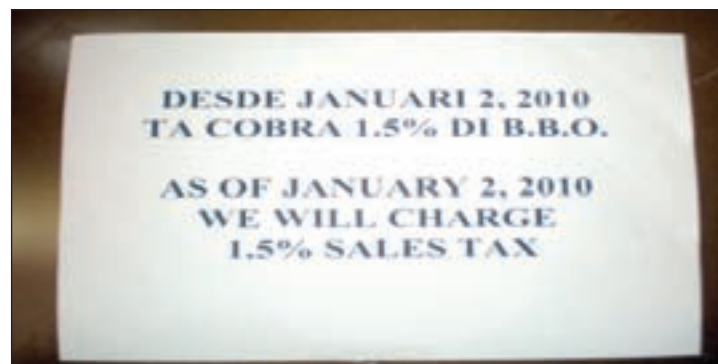 DESDE JANUARI 2, 2010
TA COBRA 1.5% DI B.B.O.
AS OF JANUARY 2, 2010
WE WILL CHARGE
1.5% SALES TAX